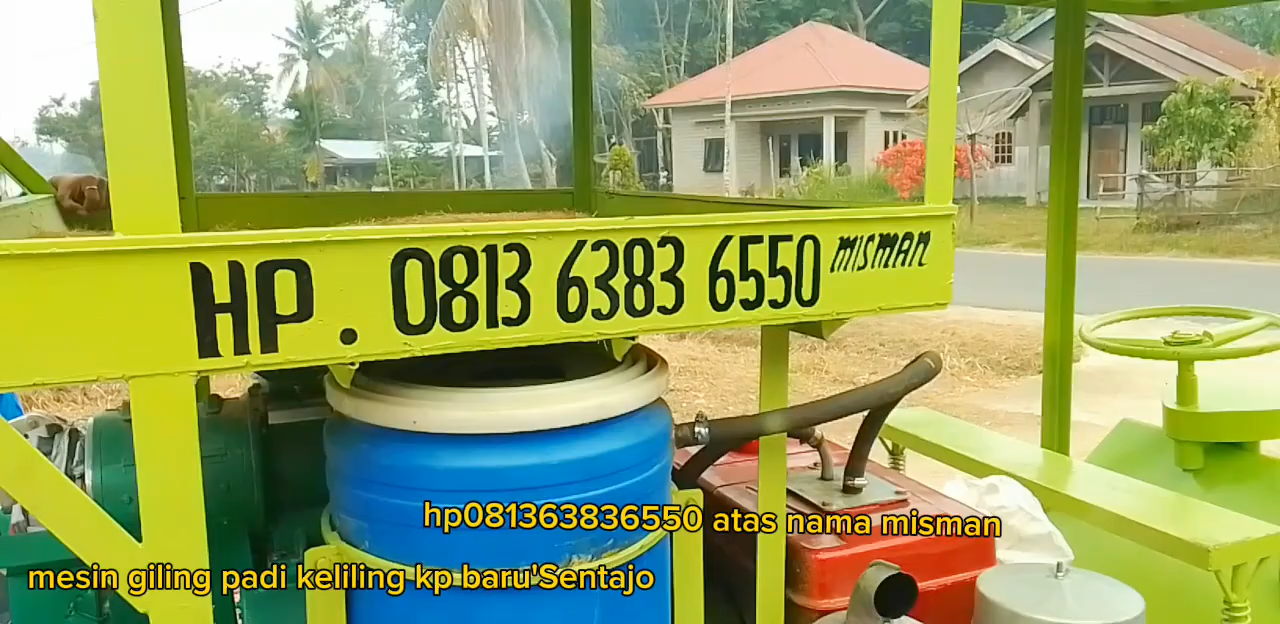 HP. 0813 6383 6550 MISMAN
hp081363836550 atas nama misman
mesin giling padi keliling kp baru'Sentajo